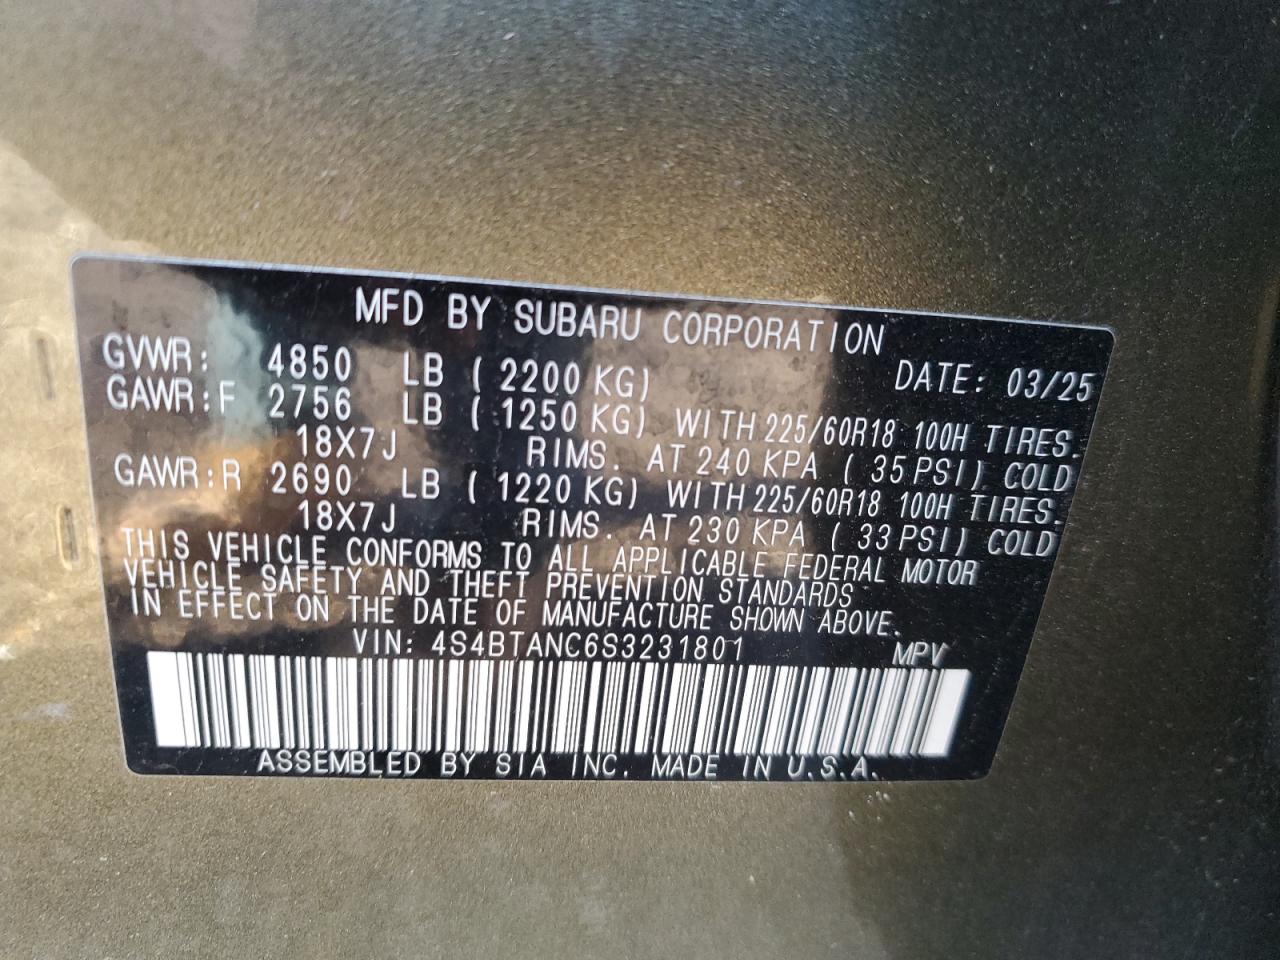 MFD BY SUBARU CORPORATION
GVWR: 4850 LB ( 2200 KG) DATE: 03/25
GAWR:F 2756 LB ( 1250 KG) WITH 225/60R18 100H TIRES.
18X7J RIMS. AT 240 KPA ( 35 PSI) COLD
GAWR:R 2690 LB ( 1220 KG) WITH 225/60R18 100H TIRES.
18X7J RIMS. AT 230 KPA ( 33 PSI) COLD
THIS VEHICLE CONFORMS TO ALL APPLICABLE FEDERAL MOTOR
VEHICLE SAFETY AND THEFT PREVENTION STANDARDS
IN EFFECT ON THE DATE OF MANUFACTURE SHOWN ABOVE.
VIN: 4S4BTANC6S3231801 MPV
ASSEMBLED BY SIA INC. MADE IN U.S.A.